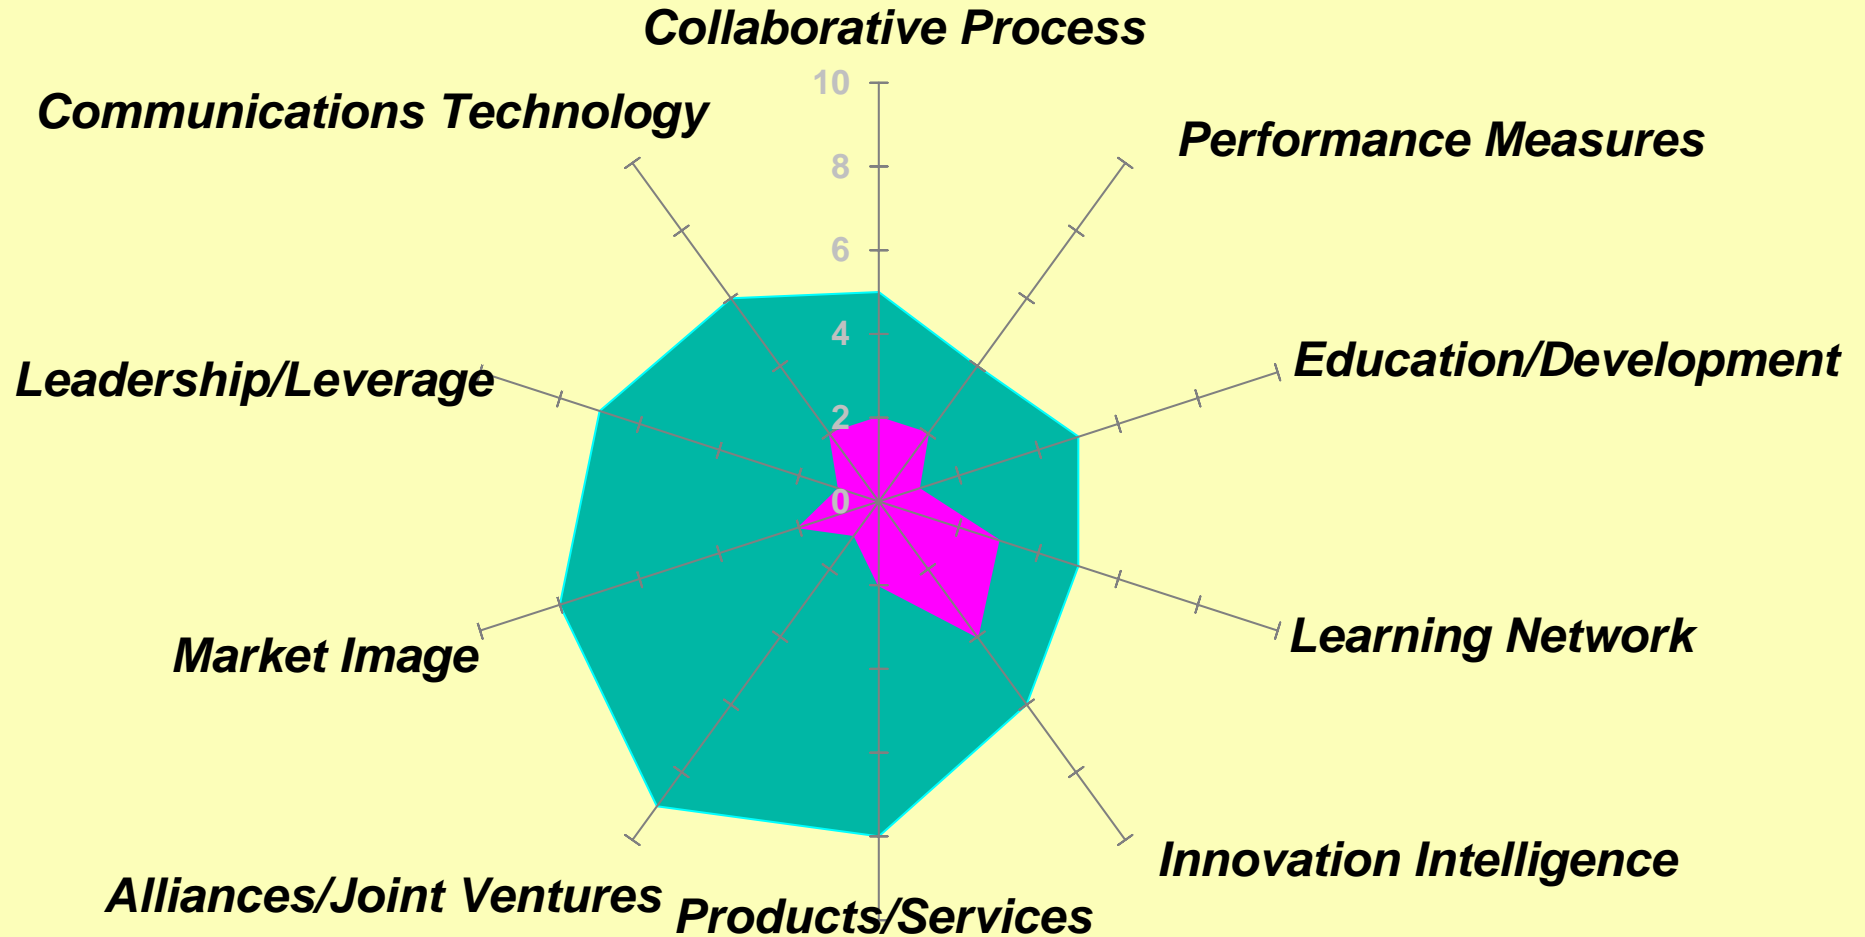 Collaborative Process
10
Communications Technology
Performance Measures
8
6
4
Education/Development
Leadership/Leverage
2
0
Learning Network
Market Image
Innovation Intelligence
Alliances/Joint Ventures
Products/Services